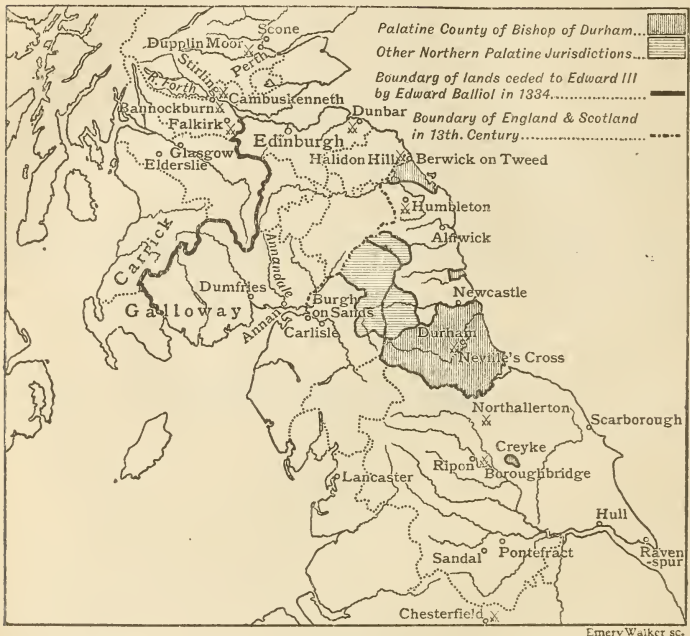 Palatine County of Bishop of Durham...
Other Northern Palatine Jurisdictions...
Boundary of lands ceded to Edward III
by Edward Balliol in 1334...
Boundary of England & Scotland
in 13th. Century...
Scone
Dupplin Moor
Perth
Stirling
R. Forth
Cambuskenneth
Bannockburn
Falkirk
Dunbar
Edinburgh
Glasgow
Elderslie
Halidon Hill
Berwick on Tweed
Humbleton
Alnwick
Carrick
Annandale
Dumfries
Galloway
Annan
Burgh
on Sands
Carlisle
Newcastle
Durham
Neville's Cross
Northallerton
Scarborough
Creyke
Ripon
Boroughbridge
Lancaster
Hull
Sandal
Pontefract
Raven
-spur
Chesterfield
Emery Walker sc.